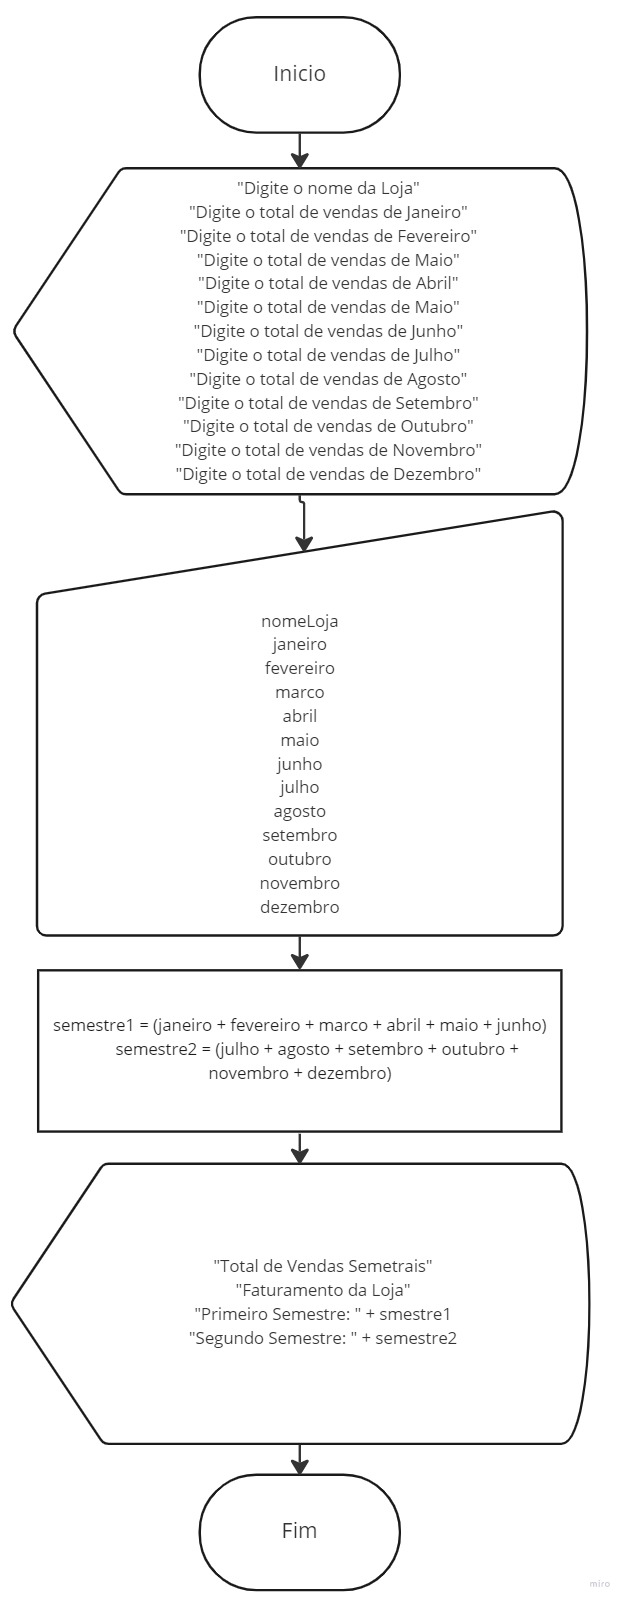 Inicio
"Digite o nome da Loja"
"Digite o total de vendas de Janeiro"
"Digite o total de vendas de Fevereiro"
"Digite o total de vendas de Maio"
"Digite o total de vendas de Abril"
"Digite o total de vendas de Maio"
"Digite o total de vendas de Junho"
"Digite o total de vendas de Julho"
"Digite o total de vendas de Agosto"
"Digite o total de vendas de Setembro"
"Digite o total de vendas de Outubro"
"Digite o total de vendas de Novembro"
"Digite o total de vendas de Dezembro"
nomeLoja
janeiro
fevereiro
marco
abril
maio
junho
julho
agosto
setembro
outubro
novembro
dezembro
semestre1 = (janeiro + fevereiro + marco + abril + maio + junho)
semestre2 = (julho + agosto + setembro + outubro +
novembro + dezembro)
"Total de Vendas Semetrais"
"Faturamento da Loja"
"Primeiro Semestre: " + smestre1
"Segundo Semestre: " + semestre2
Fim
miro